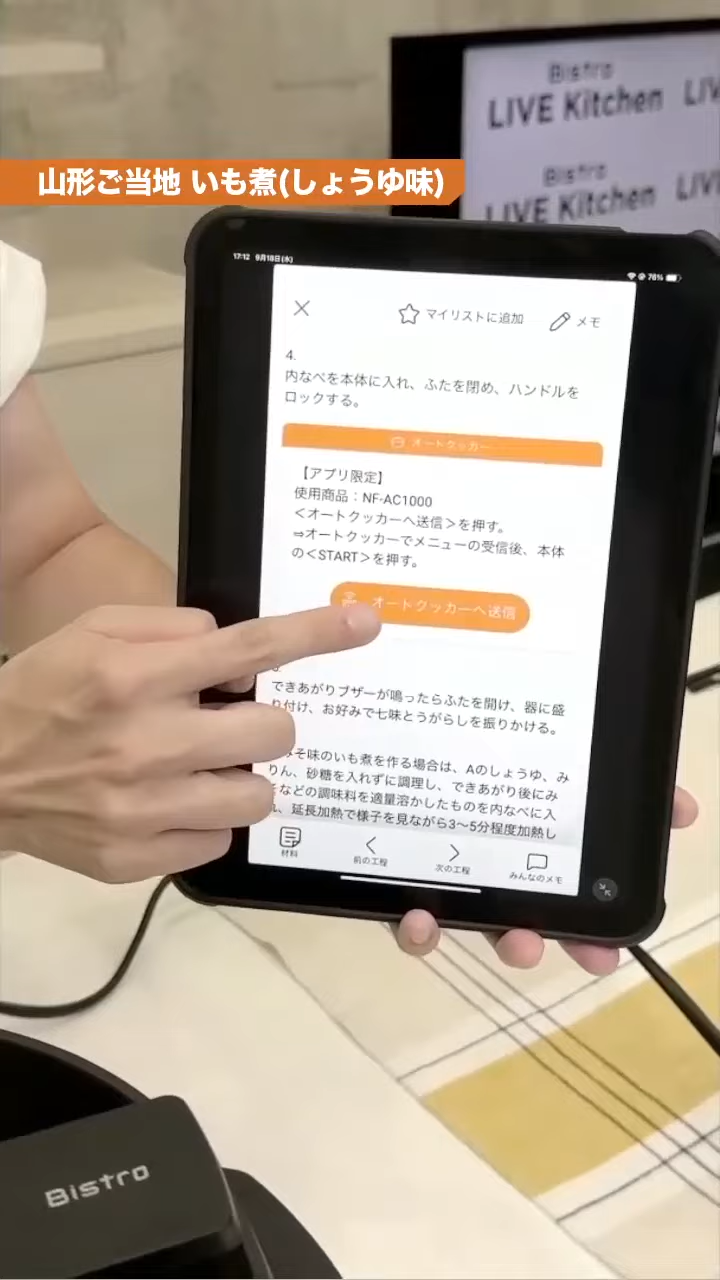 Bistro
LIVE Kitchen
LIV
Bistro
LIVE Kitchen
LIV
山形ご当地 いも煮(しょうゆ味)
17:12 9月18日(水)
78%
マイリストに追加
メモ
4.
内なべを本体に入れ、ふたを閉め、ハンドルを
ロックする。
オートクッカー
【アプリ限定】
使用商品:NF-AC1000
<オートクッカーへ送信>を押す。
⇒オートクッカーでメニューの受信後、本体
の<START>を押す。
オートクッカーへ送信
できあがりブザーが鳴ったらふたを開け、器に盛
り付け、お好みで七味とうがらしを振りかける。
みそ味のいも煮を作る場合は、Aのしょうゆ、み
りん、砂糖を入れずに調理し、できあがり後にみ
などの調味料を適量溶かしたものを内なべに入
れ、延長加熱で様子を見ながら3〜5分程度加熱し
材料
前の工程
次の工程
みんなのメモ
Bistro